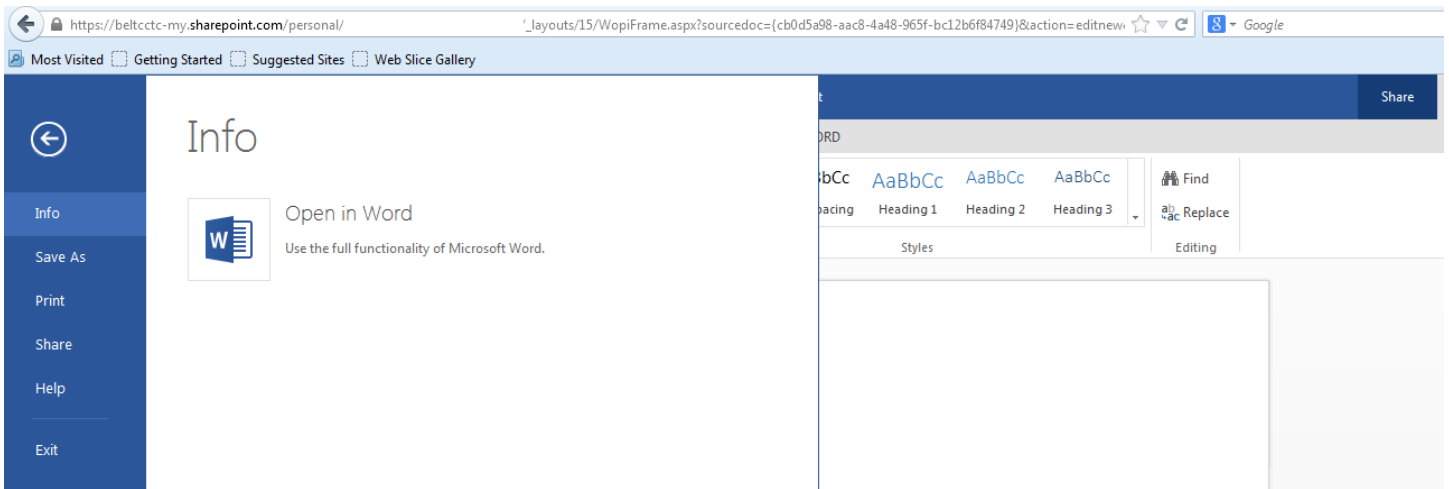 https://beltcctc-my.sharepoint.com/personal/ '_layouts/15/WopiFrame.aspx?sourcedoc={cb0d5a98-aac8-4a48-965f-bc12b6f84749}&action=editnew
8 Google
Most Visited Getting Started Suggested Sites Web Slice Gallery
Share
Info
ORD
Open in Word
Use the full functionality of Microsoft Word.
Info
Save As
Print
Share
Help
Exit
bCc AaBbCc AaBbCc AaBbCc
pacing Heading 1 Heading 2 Heading 3
Styles
Find
ab ac Replace
Editing
W